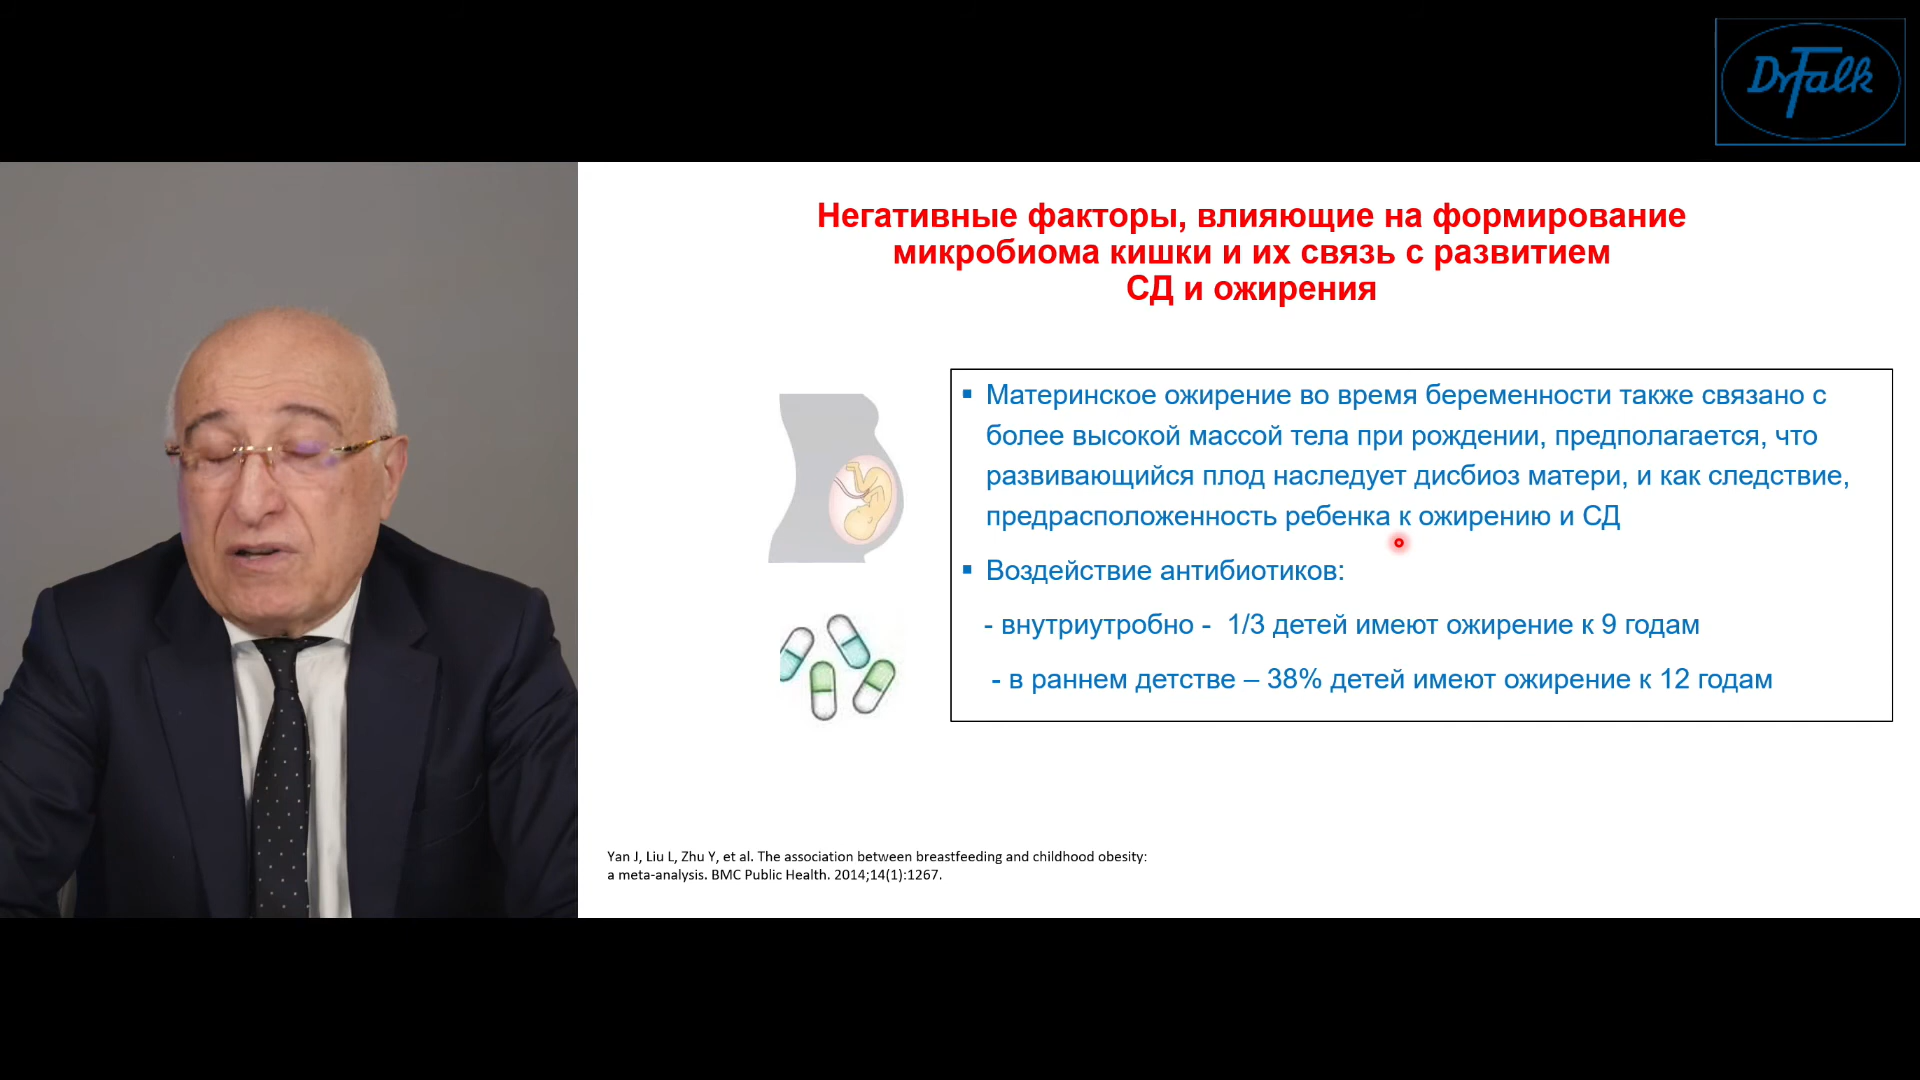 Dr Falk
Негативные факторы, влияющие на формирование
микробиома кишки и их связь с развитием
СД и ожирения
▪ Материнское ожирение во время беременности также связано с
более высокой массой тела при рождении, предполагается, что
развивающийся плод наследует дисбиоз матери, и как следствие,
предрасположенность ребенка к ожирению и СД
▪ Воздействие антибиотиков:
- внутриутробно - 1/3 детей имеют ожирение к 9 годам
- в раннем детстве – 38% детей имеют ожирение к 12 годам
Yan J, Liu L, Zhu Y, et al. The association between breastfeeding and childhood obesity:
a meta-analysis. BMC Public Health. 2014;14(1):1267.